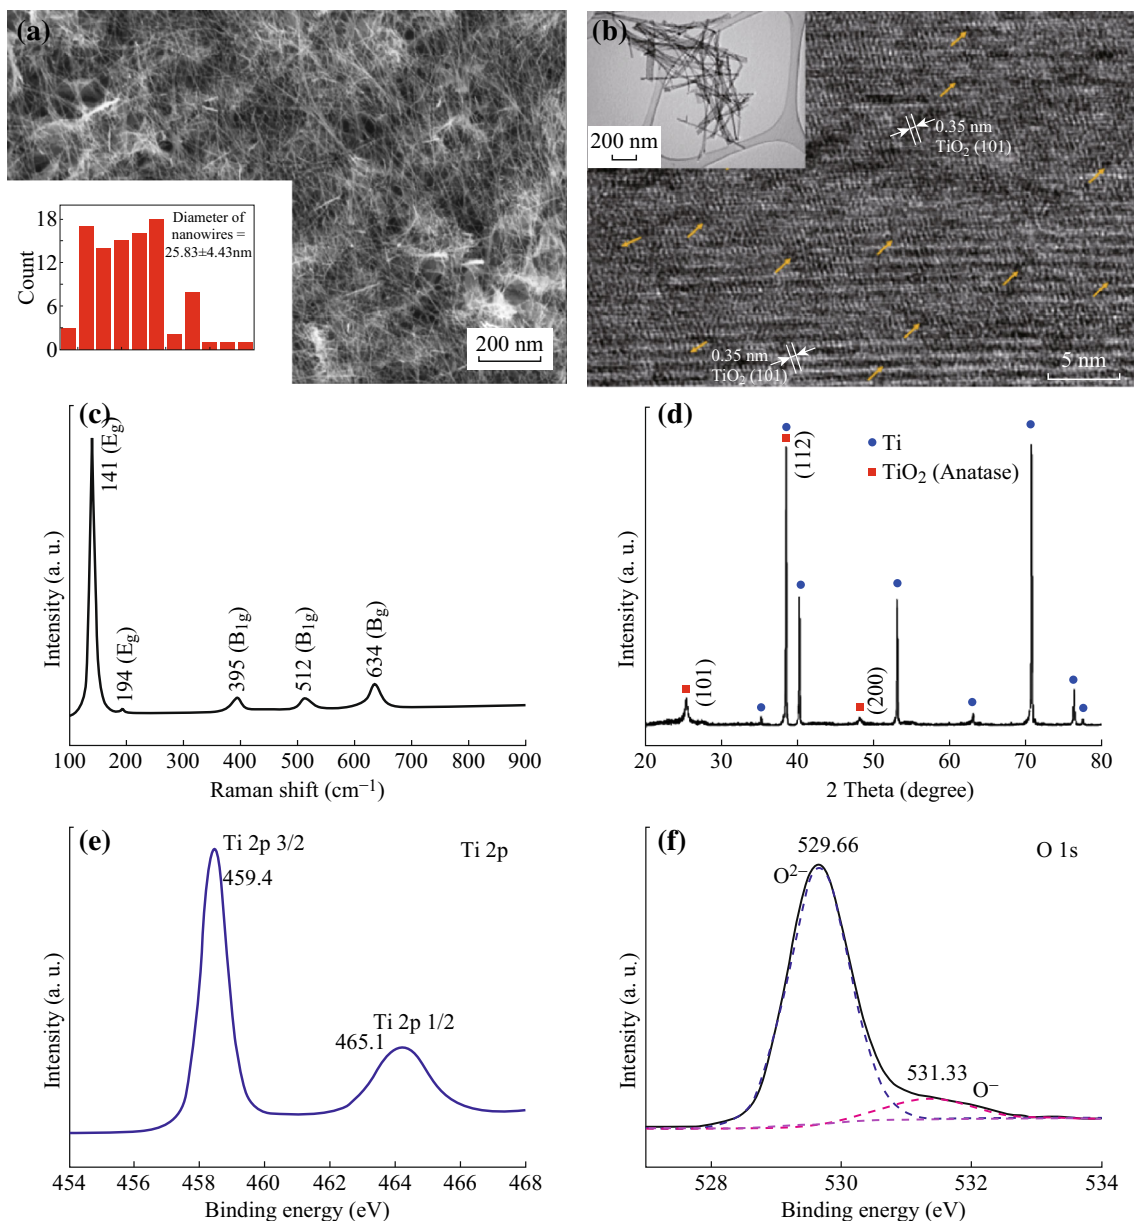 (a)
18
12
6
0
Count
Diameter of
nanowires =
25.83±4.43nm
200 nm
(b)
200 nm
0.35 nm
TiO₂ (101)
0.35 nm
TiO₂ (101)
5 nm
(c)
141 (E_g)
194 (E_g)
395 (B₁g)
512 (B₁g)
634 (B_g)
Intensity (a. u.)
100 200 300 400 500 600 700 800 900
Raman shift (cm⁻¹)
(d)
Ti
TiO₂ (Anatase)
(101)
(112)
(200)
Intensity (a. u.)
20 30 40 50 60 70 80
2 Theta (degree)
(e)
Ti 2p 3/2
459.4
Ti 2p
Ti 2p 1/2
465.1
Intensity (a. u.)
454 456 458 460 462 464 466 468
Binding energy (eV)
(f)
529.66
O 1s
O²⁻
531.33
O⁻
Intensity (a. u.)
528 530 532 534
Binding energy (eV)